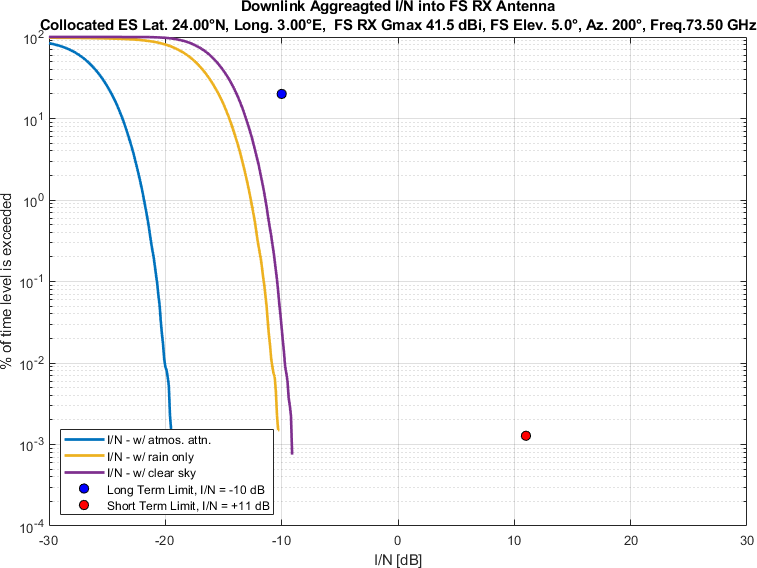 Downlink Aggreagted I/N into FS RX Antenna
Collocated ES Lat. 24.00°N, Long. 3.00°E,  FS RX Gmax 41.5 dBi, FS Elev. 5.0°, Az. 200°, Freq.73.50 GHz
% of time level is exceeded
10^2
10^1
10^0
10^-1
10^-2
10^-3
10^-4
I/N - w/ atmos. attn.
I/N - w/ rain only
I/N - w/ clear sky
Long Term Limit, I/N = -10 dB
Short Term Limit, I/N = +11 dB
-30 -20 -10 0 10 20 30
I/N [dB]